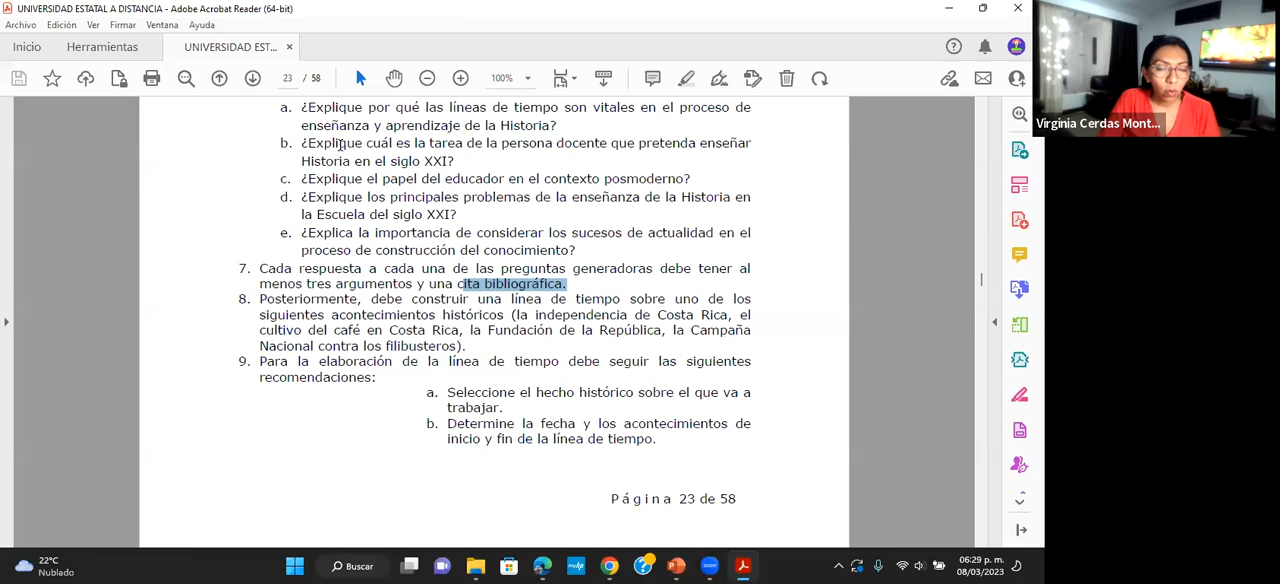 UNIVERSIDAD ESTATAL A DISTANCIA - Adobe Acrobat Reader (64-bit)
Archivo Edición Ver Firmar Ventana Ayuda
Inicio Herramientas UNIVERSIDAD EST... ×
23 / 58 100%
a. ¿Explique por qué las línea de tiempo son vitales en el proceso de
enseñanza y aprendizaje de la Historia?
b. ¿Explique cuál es la tarea de la persona docente que pretenda enseñar
Historia en el siglo XXI?
c. ¿Explique el papel del educador en el contexto posmoderno?
d. ¿Explique los principales problemas de la enseñanza de la Historia en
la Escuela del siglo XXI?
e. ¿Explica la importancia de considerar los sucesos de actualidad en el
proceso de construcción del conocimiento?
7. Cada respuesta a cada una de las preguntas generadoras debe tener al
menos tres argumentos y una cita bibliográfica.
8. Posteriormente, debe construir una línea de tiempo sobre uno de los
siguientes acontecimientos históricos (la independencia de Costa Rica, el
cultivo del café en Costa Rica, la Fundación de la República, la Campaña
Nacional contra los filibusteros).
9. Para la elaboración de la línea de tiempo debe seguir las siguientes
recomendaciones:
a. Seleccione el hecho histórico sobre el que va a
trabajar.
b. Determine la fecha y los acontecimientos de
inicio y fin de la línea de tiempo.
Página 23 de 58
Virginia Cerdas Mont...
22°C
Nublado
Buscar
myhp
zoom
06:29 p. m.
08/03/2023